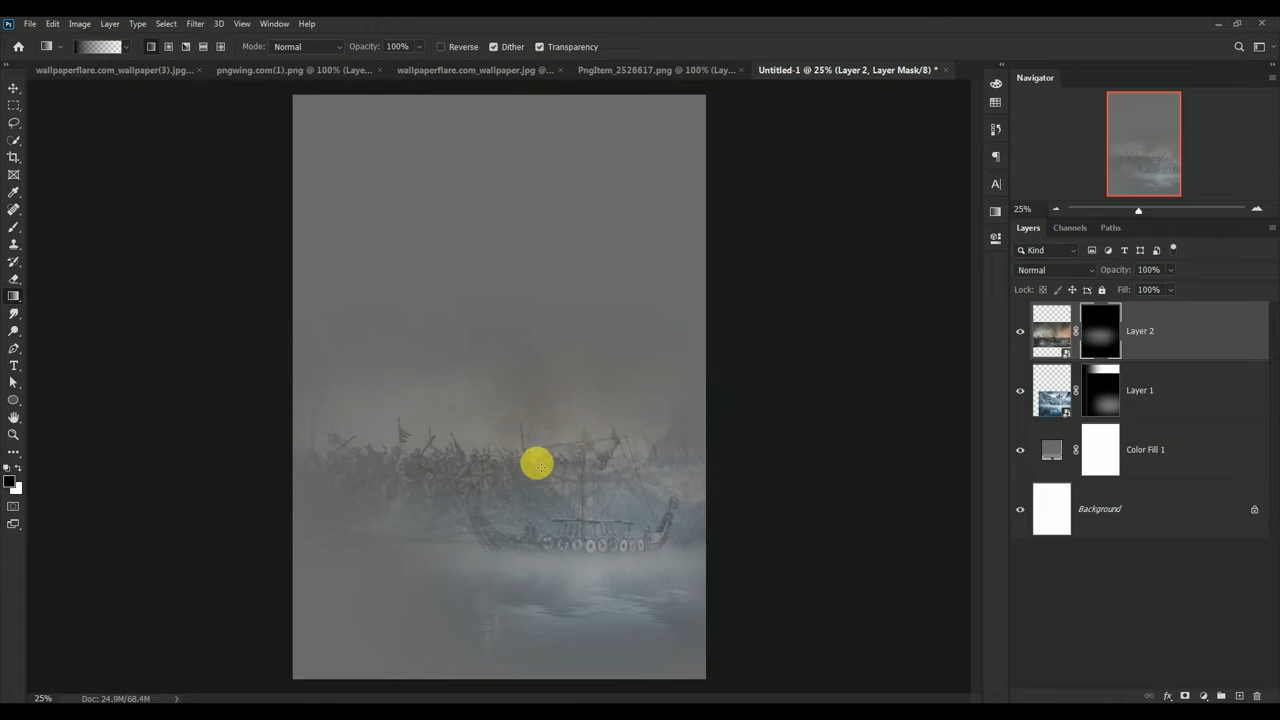 Ps File Edit Image Layer Type Select Filter 3D View Window Help
Mode: Normal Opacity: 100% Reverse Dither Transparency
wallpaperflare.com_wallpaper(3).jpg... × pngwing.com(1).png @ 100% (Laye... × wallpaperflare.com_wallpaper.jpg @... × PngItem_2526617.png @ 100% (Lay... × Untitled-1 @ 25% (Layer 2, Layer Mask/8) * ×
Navigator
25%
Layers Channels Paths
Kind
Normal Opacity: 100%
Lock: Fill: 100%
Layer 2
Layer 1
Color Fill 1
Background
25% Doc: 24.9M/68.4M